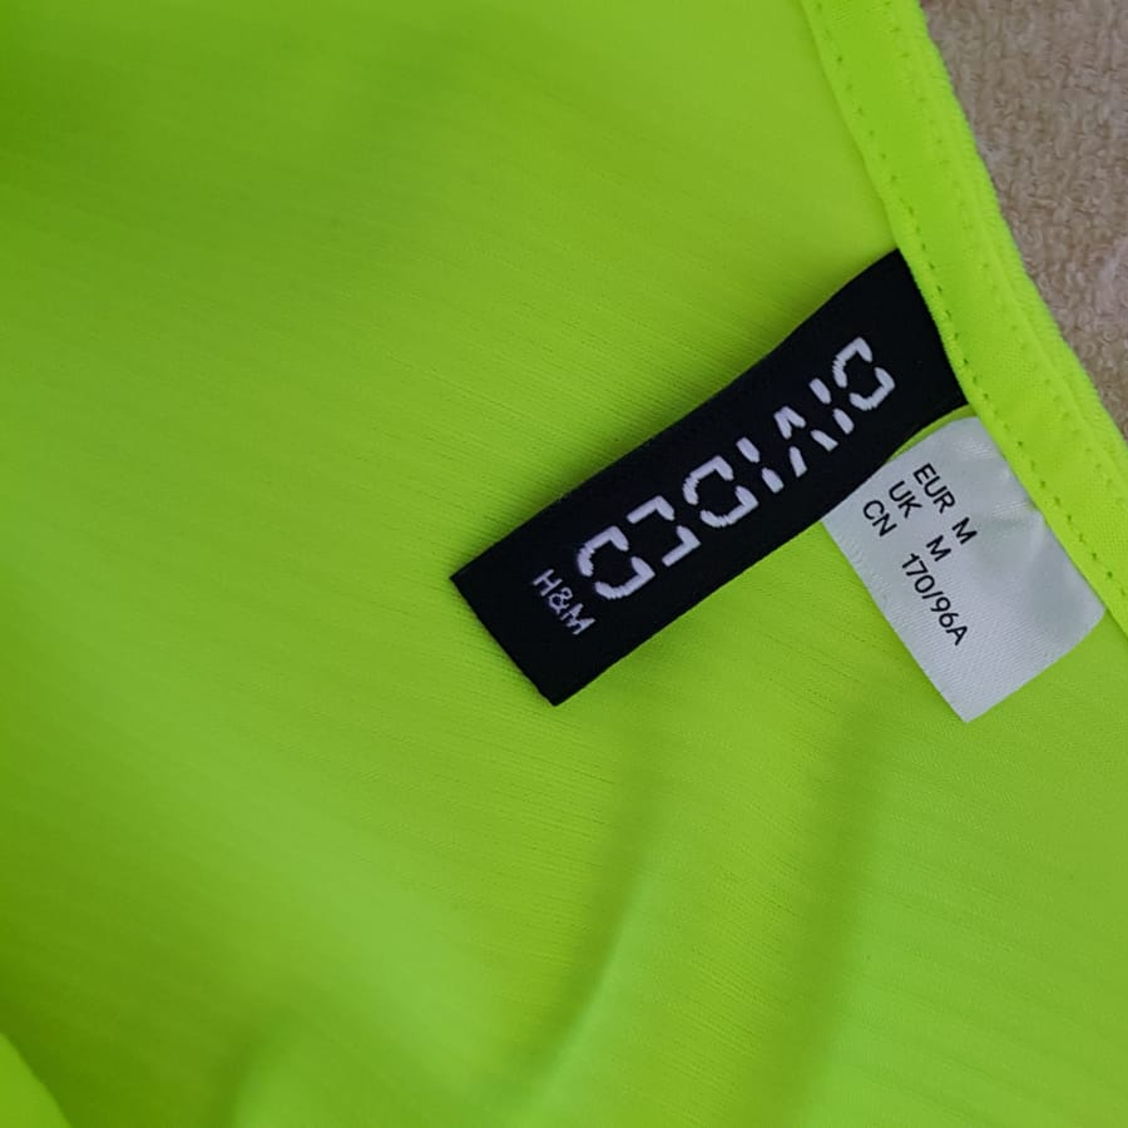 DIVIDED
H&M
EUR M
UK M
CN 170/96A